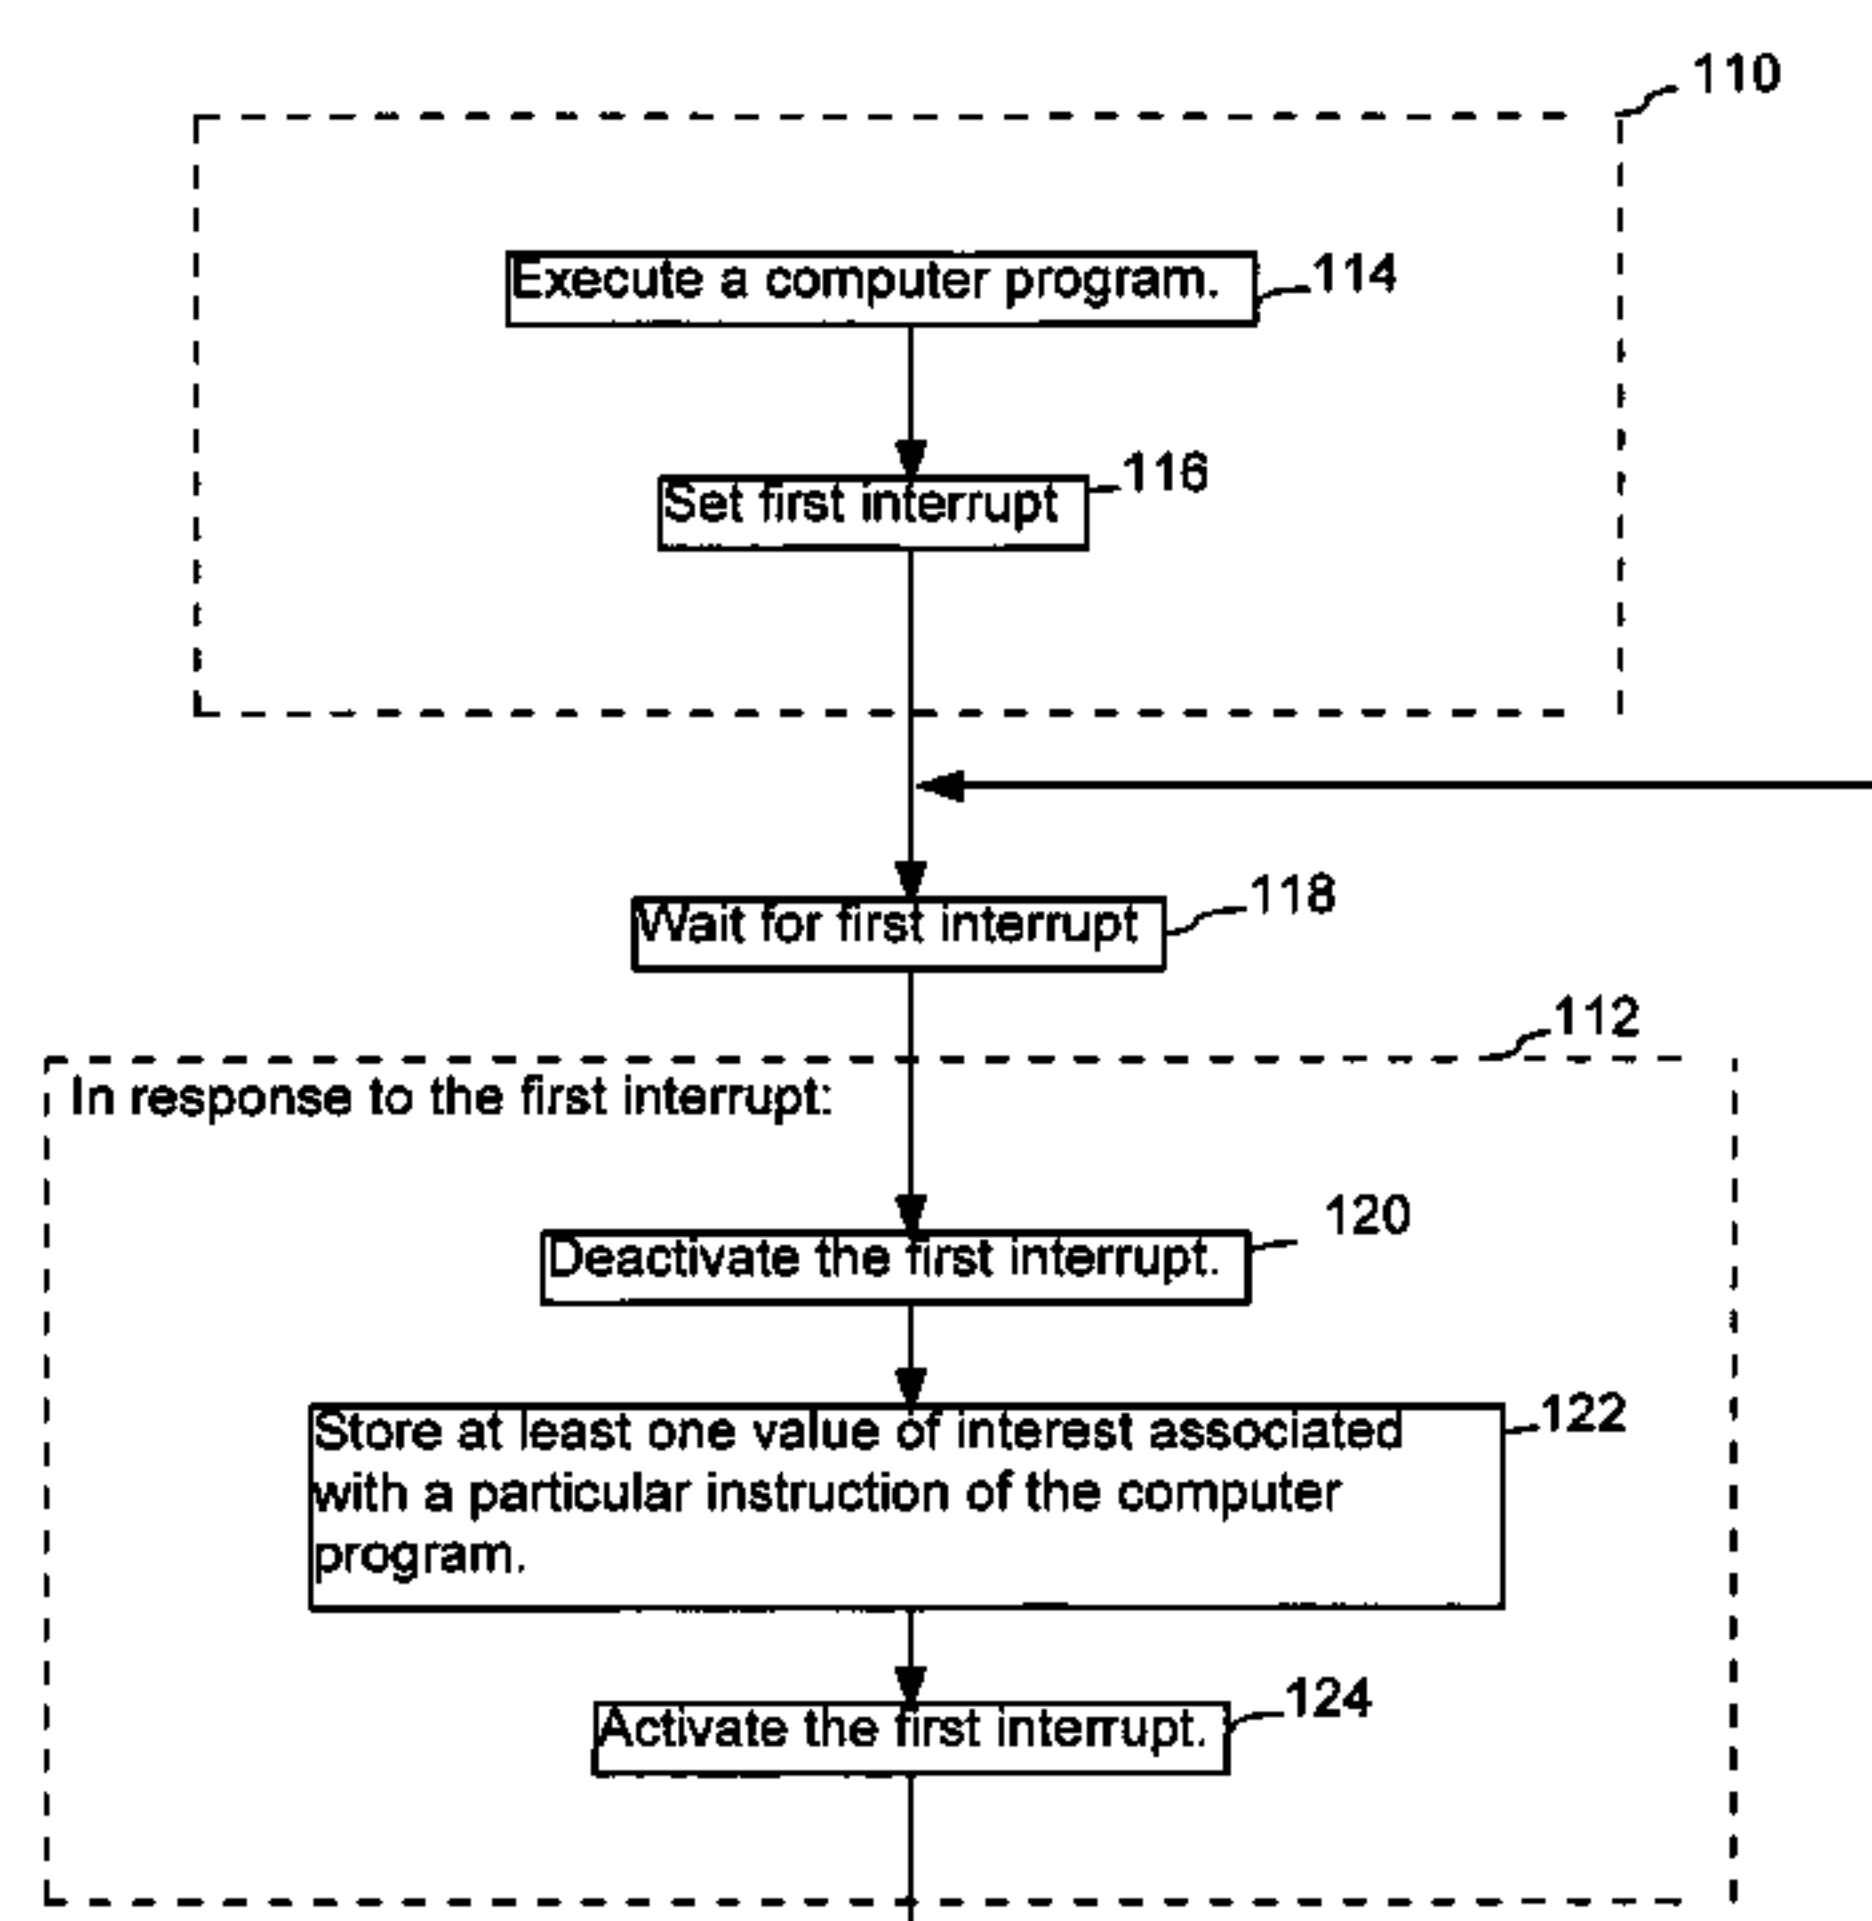 110
Execute a computer program.
114
Set first interrupt
116
Wait for first interrupt
118
112
In response to the first interrupt:
Deactivate the first interrupt.
120
Store at least one value of interest associated
with a particular instruction of the computer
program.
122
Activate the first interrupt.
124